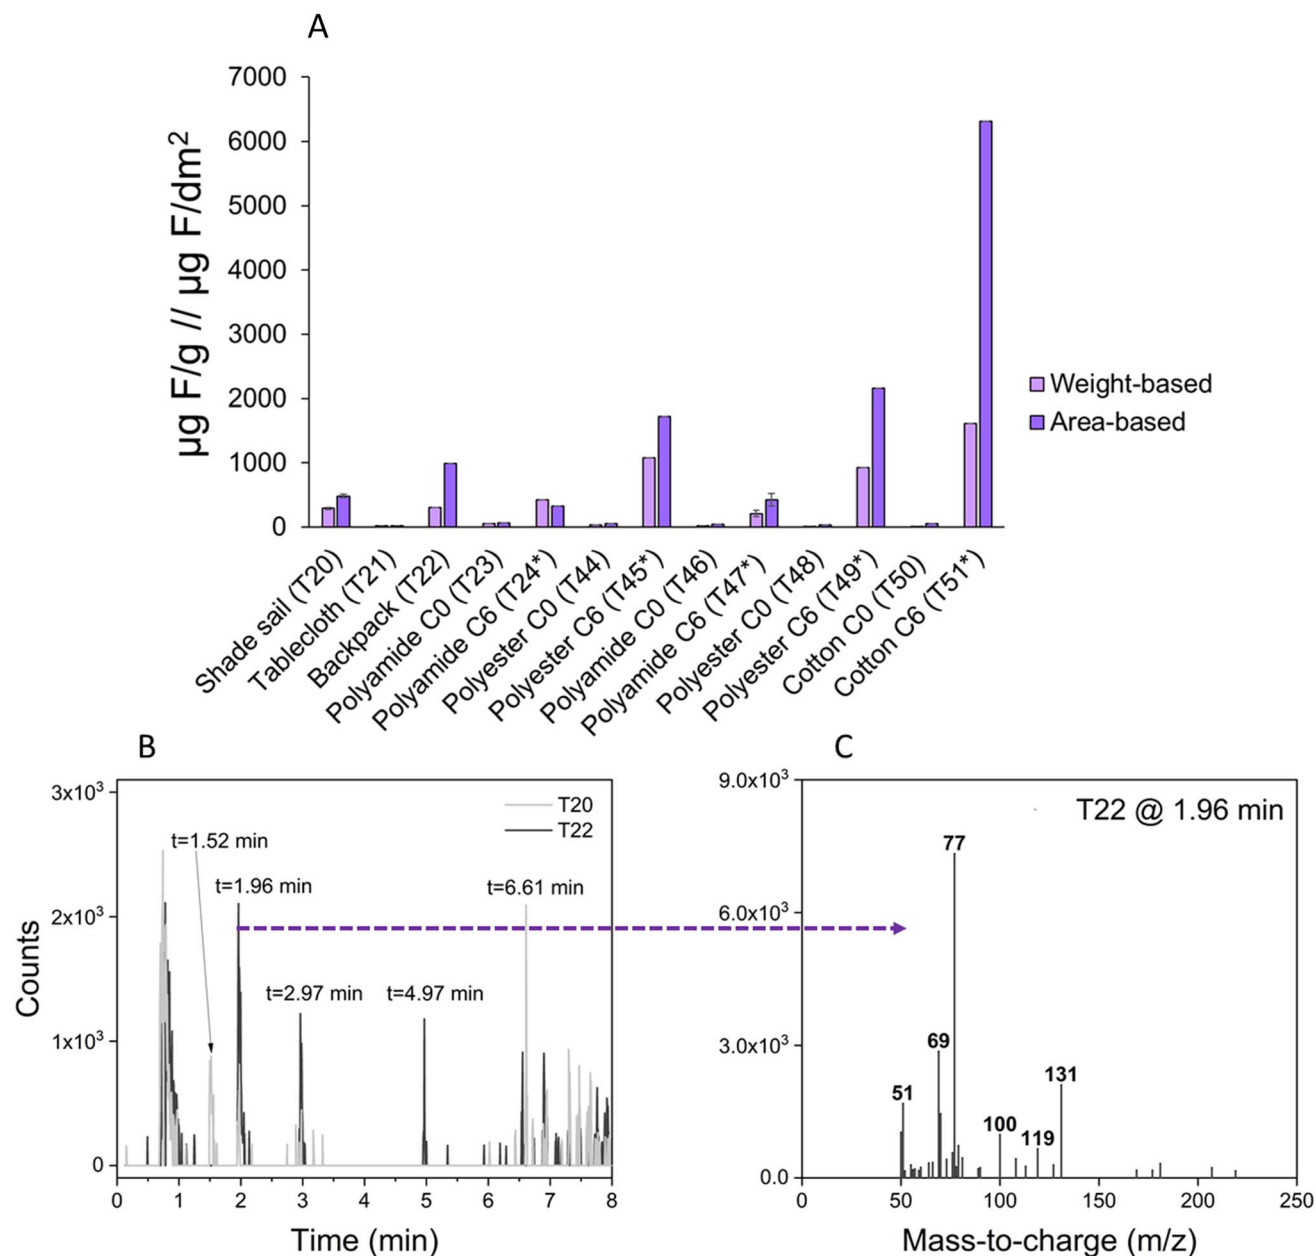 A
7000
6000
5000
4000
3000
2000
1000
0
µg F/g // µg F/dm²
Weight-based
Area-based
Shade sail (T20)
Tablecloth (T21)
Backpack (T22)
Polyamide C0 (T23)
Polyamide C6 (T24*)
Polyester C0 (T44)
Polyester C6 (T45*)
Polyamide C0 (T46)
Polyamide C6 (T47*)
Polyester C0 (T48)
Polyester C6 (T49*)
Cotton C0 (T50)
Cotton C6 (T51*)
B
3x10³
2x10³
1x10³
0
Counts
T20
T22
t=1.52 min
t=1.96 min
t=6.61 min
t=2.97 min
t=4.97 min
0 1 2 3 4 5 6 7 8
Time (min)
C
9.0x10³
6.0x10³
3.0x10³
0.0
T22 @ 1.96 min
77
69
51
131
100
119
0 50 100 150 200 250
Mass-to-charge (m/z)